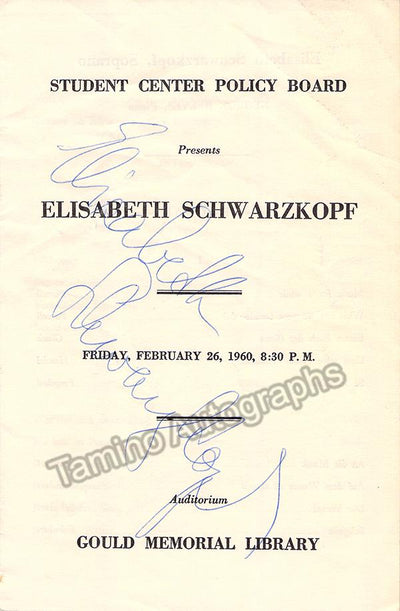 STUDENT CENTER POLICY BOARD
Presents
ELISABETH SCHWARZKOPF
Elisabeth
Schwarzkopf
FRIDAY, FEBRUARY 26, 1960, 8:30 P. M.
Tamino Autographs
Auditorium
GOULD MEMORIAL LIBRARY